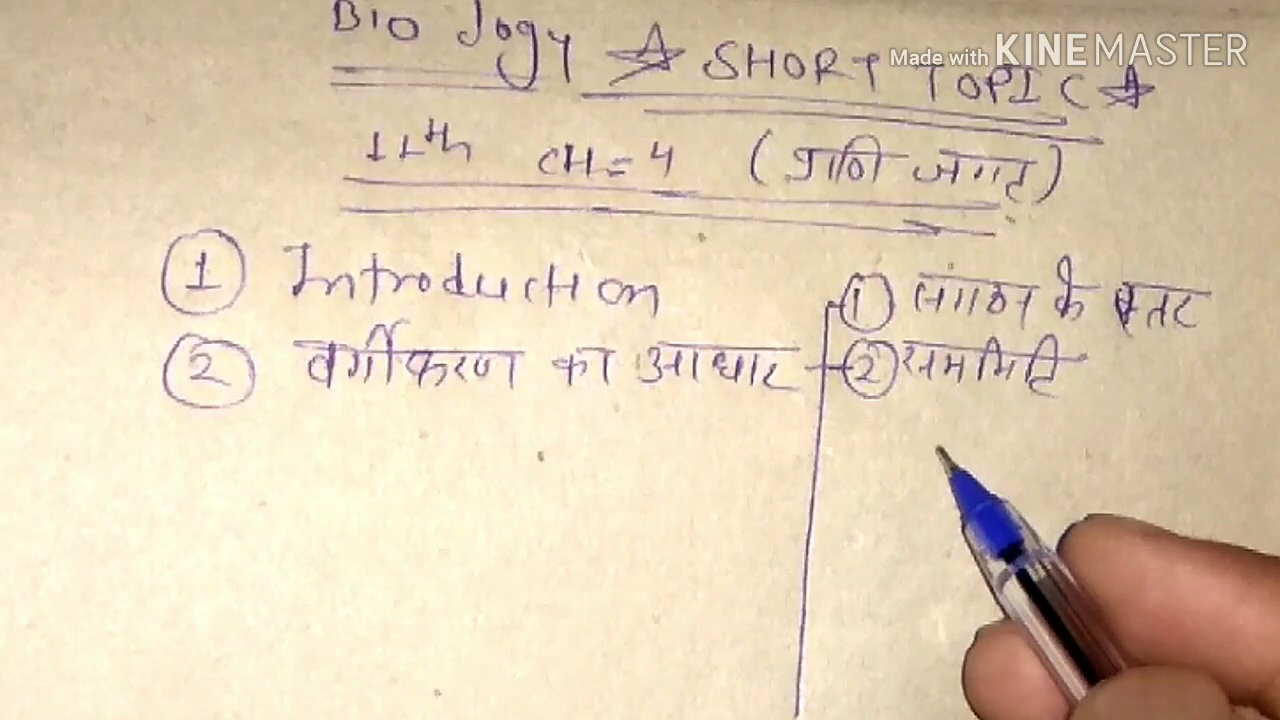 Biology ☆ SHORT TOPIC ☆
Made with KINEMASTER
11th CH = 4 (प्राणि जगत)
① Introduction
② वर्गीकरण का आधार
① संगठन के स्तर
② सममिति